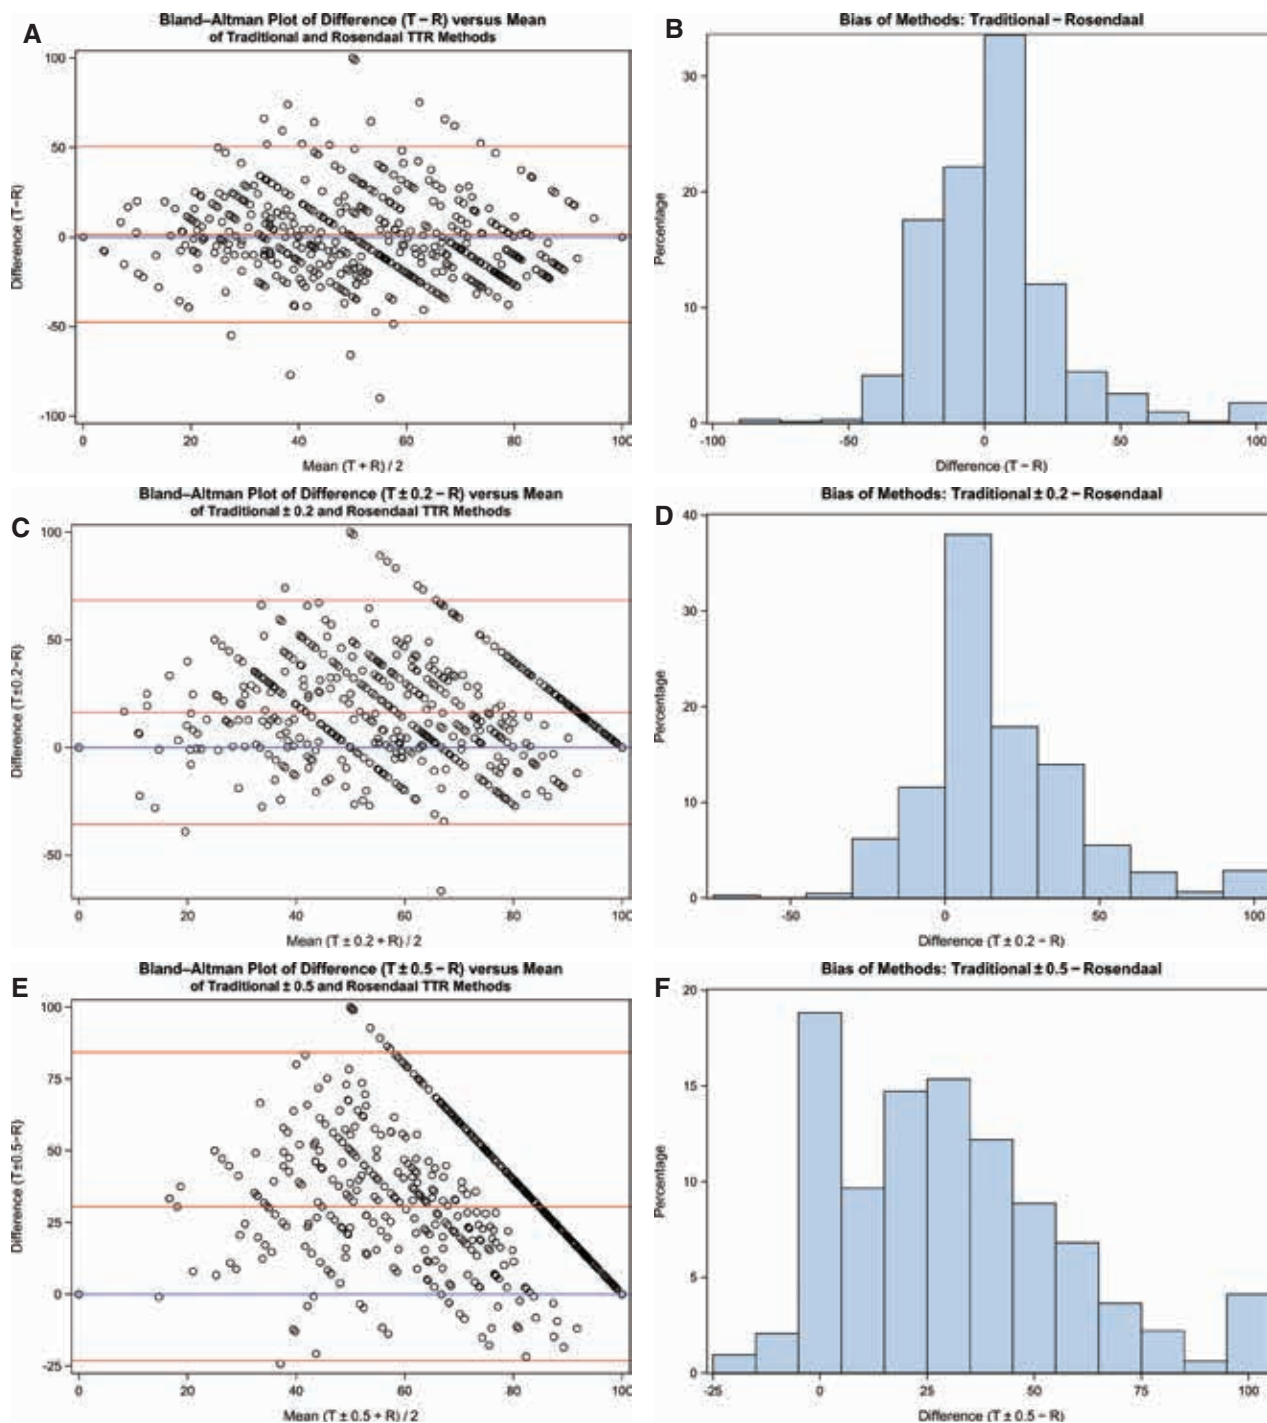 A
Bland–Altman Plot of Difference (T – R) versus Mean
of Traditional and Rosendaal TTR Methods
Difference (T–R)
100
50
0
-50
-100
0 20 40 60 80 100
Mean (T + R) / 2
B
Bias of Methods: Traditional – Rosendaal
Percentage
30
20
10
0
-100 -50 0 50 100
Difference (T – R)
C
Bland–Altman Plot of Difference (T ± 0.2 – R) versus Mean
of Traditional ± 0.2 and Rosendaal TTR Methods
Difference (T±0.2–R)
100
50
0
-50
0 20 40 60 80 100
Mean (T ± 0.2 + R) / 2
D
Bias of Methods: Traditional ± 0.2 – Rosendaal
Percentage
40
30
20
10
0
-50 0 50 100
Difference (T ± 0.2 – R)
E
Bland–Altman Plot of Difference (T ± 0.5 – R) versus Mean
of Traditional ± 0.5 and Rosendaal TTR Methods
Difference (T±0.5–R)
100
75
50
25
0
-25
0 20 40 60 80 100
Mean (T ± 0.5 + R) / 2
F
Bias of Methods: Traditional ± 0.5 – Rosendaal
Percentage
20
15
10
5
0
-25 0 25 50 75 100
Difference (T ± 0.5 – R)